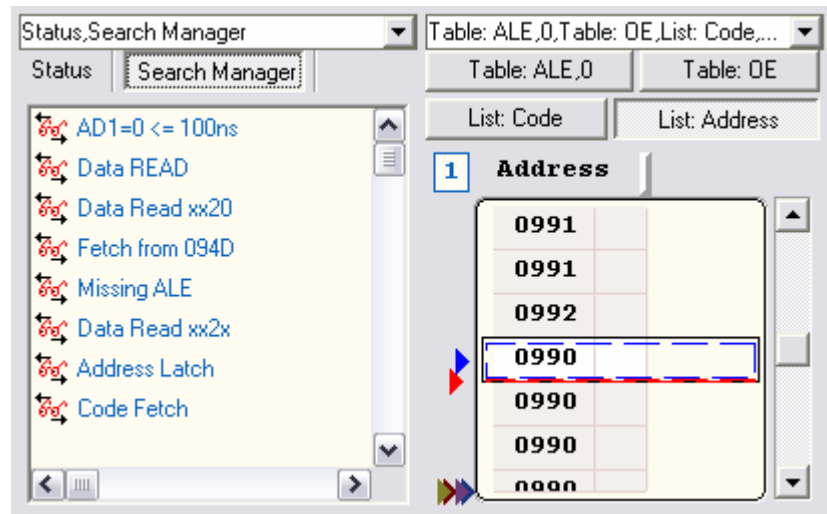 Status,Search Manager
Status
Search Manager
AD1=0 <= 100ns
Data READ
Data Read xx20
Fetch from 094D
Missing ALE
Data Read xx2x
Address Latch
Code Fetch
Table: ALE,0,Table: OE,List: Code,...
Table: ALE,0
Table: OE
List: Code
List: Address
1
Address
0991
0991
0992
0990
0990
0990
0990